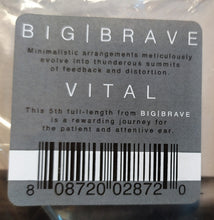 BIG|BRAVE
Minimalistic arrangements meticulously
evolve into thunderous summits
of feedback and distortion.
VITAL
This 5th full-length from BIG|BRAVE
is a rewarding journey for
the patient and attentive ear.
8 08720 02872 0